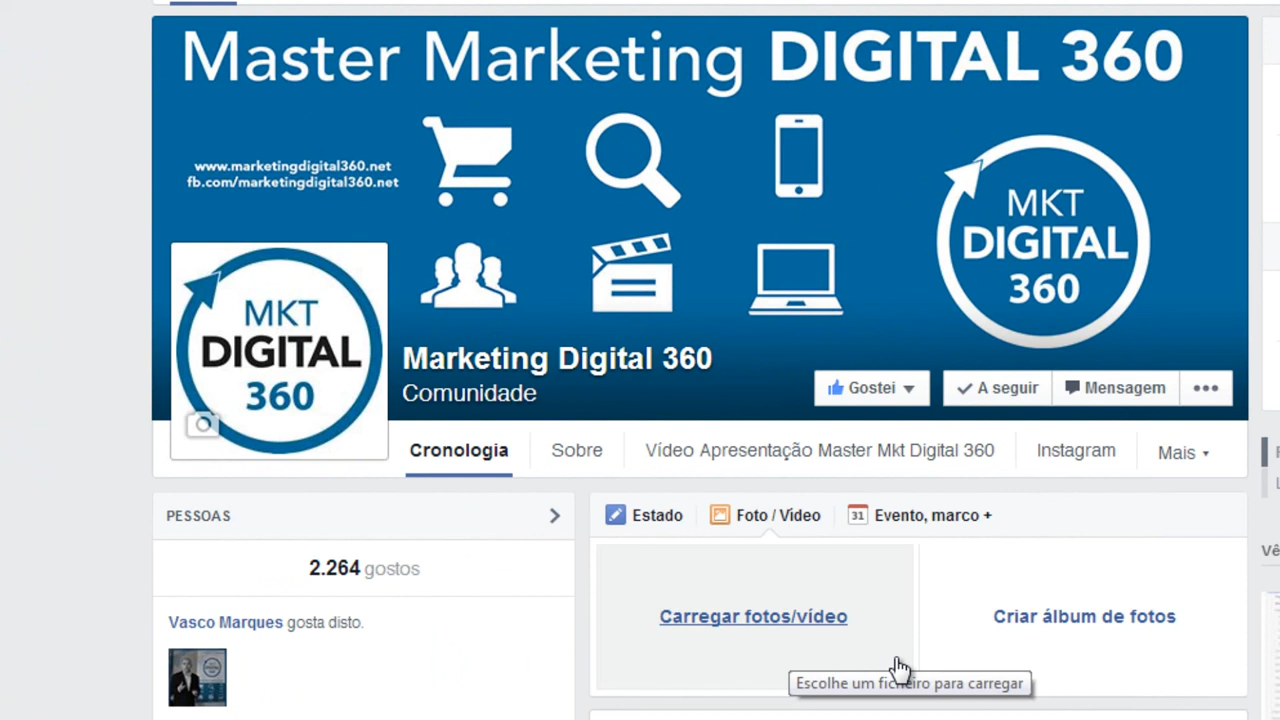 Master Marketing DIGITAL 360
www.marketingdigital360.net
fb.com/marketingdigital360.net
MKT
DIGITAL
360
MKT
DIGITAL
360
Marketing Digital 360
Comunidade
Gostei
A seguir
Mensagem
Cronologia
Sobre
Vídeo Apresentação Master Mkt Digital 360
Instagram
Mais
PESSOAS
2.264 gostos
Vasco Marques gosta disto.
Estado
Foto / Vídeo
31
Evento, marco +
Carregar fotos/vídeo
Criar álbum de fotos
Escolhe um ficheiro para carregar
Vê